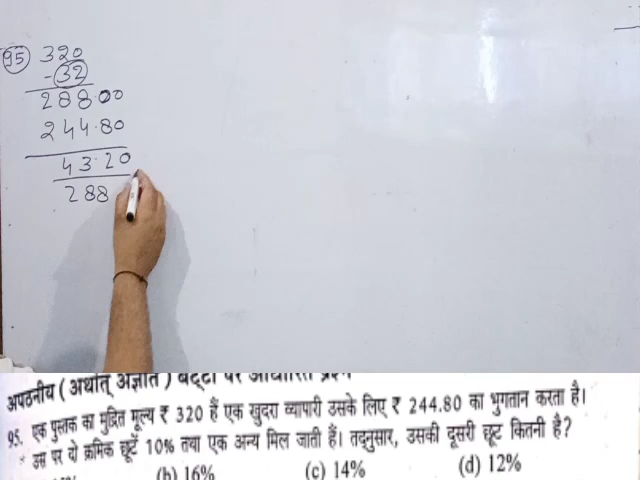 95 320
- 32
288.00
244.80
43.20
288
अपठनीय ( अर्थात् अज्ञात ) बट्टा पर आधारित प्रश्न
95. एक पुस्तक का मुद्रित मूल्य ₹ 320 हैं एक खुदरा व्यापारी उसके लिए ₹ 244.80 का भुगतान करता है।
उस पर दो क्रमिक छूटें 10% तथा एक अन्य मिल जाती हैं। तद्नुसार, उसकी दूसरी छूट कितनी है?
(b) 16% (c) 14% (d) 12%